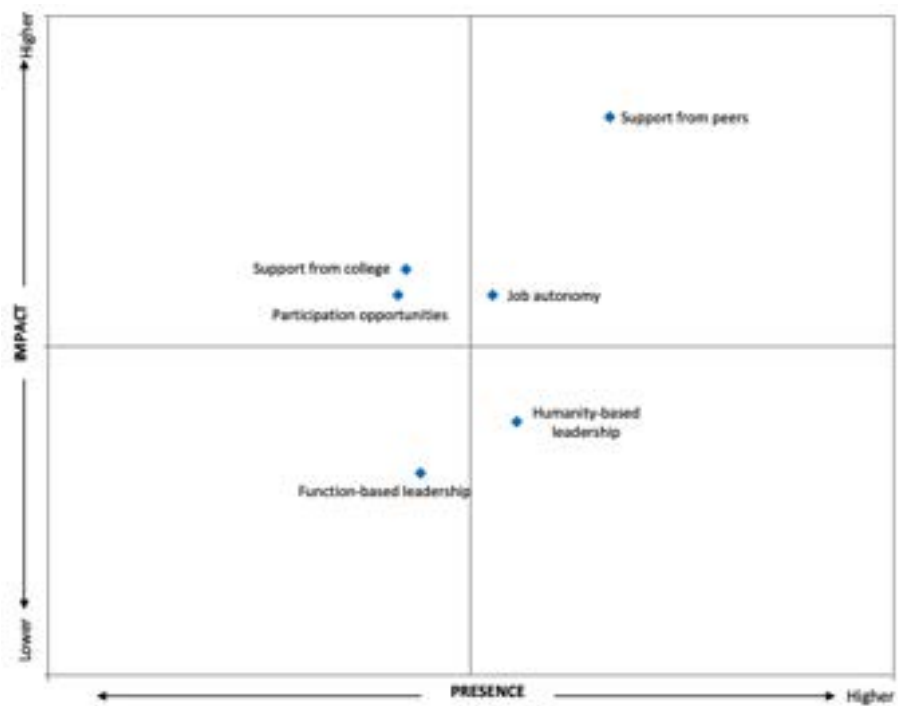 Higher
Support from peers
Support from college
Job autonomy
Participation opportunities
IMPACT
Humanity-based
leadership
Function-based leadership
Lower
PRESENCE
Higher